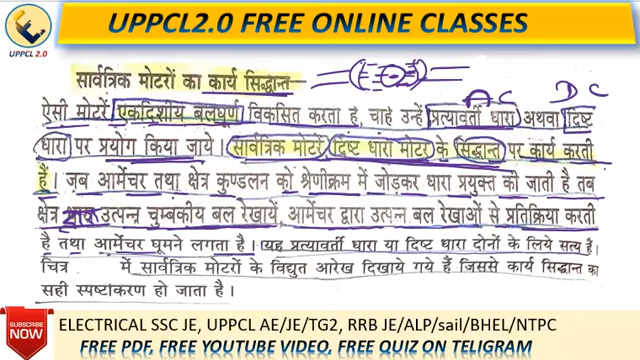 UPPCL2.0 FREE ONLINE CLASSES
UPPCL 2.0
सार्वत्रिक मोटरों का कार्य सिद्धान्त
AC DC
ऐसी मोटरें एकदिशीय बलघूर्ण विकसित करता है, चाहे उन्हें प्रत्यावर्ती धारा अथवा दिष्ट
धारा पर प्रयोग किया जाये। सार्वत्रिक मोटरें दिष्ट धारा मोटर के सिद्धान्त पर कार्य करती
हैं। जब आर्मेचर तथा क्षेत्र कुण्डलन को श्रेणीक्रम में जोड़कर धारा प्रयुक्त की जाती है तब
क्षेत्र उत्पन्न चुम्बकीय बल रेखायें, आर्मेचर द्वारा उत्पन्न बल रेखाओं से प्रतिक्रिया करती
है तथा आर्मेचर घूमने लगता है। यह प्रत्यावर्ती धारा या दिष्ट धारा दोनों के लिये सत्य है।
चित्र में सार्वत्रिक मोटरों के विद्युत आरेख दिखाये गये हैं जिससे कार्य सिद्धान्त का
सही स्पष्टीकरण हो जाता है।
SUBSCRIBE NOW
ELECTRICAL SSC JE, UPPCL AE/JE/TG2, RRB JE/ALP/sail/BHEL/NTPC
FREE PDF, FREE YOUTUBE VIDEO, FREE QUIZ ON TELIGRAM